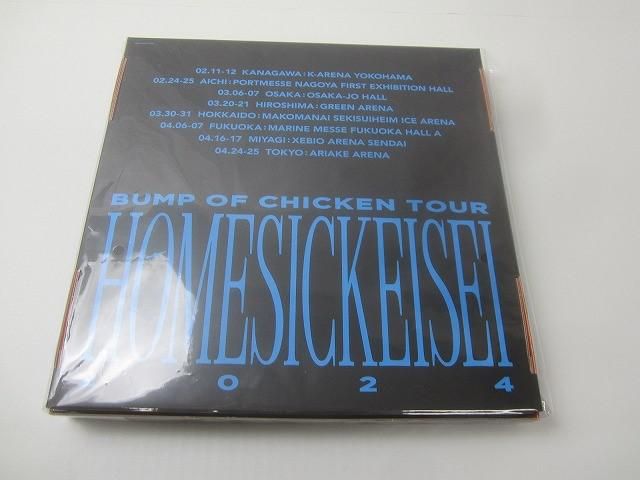 02.11-12 KANAGAWA:K-ARENA YOKOHAMA
02.24-25 AICHI:PORTMESSE NAGOYA FIRST EXHIBITION HALL
03.06-07 OSAKA:OSAKA-JO HALL
03.20-21 HIROSHIMA:GREEN ARENA
03.30-31 HOKKAIDO:MAKOMANAI SEKISUIHEIM ICE ARENA
04.06-07 FUKUOKA:MARINE MESSE FUKUOKA HALL A
04.16-17 MIYAGI:XEBIO ARENA SENDAI
04.24-25 TOKYO:ARIAKE ARENA
BUMP OF CHICKEN TOUR
HOMESICKEISEI
2 0 2 4